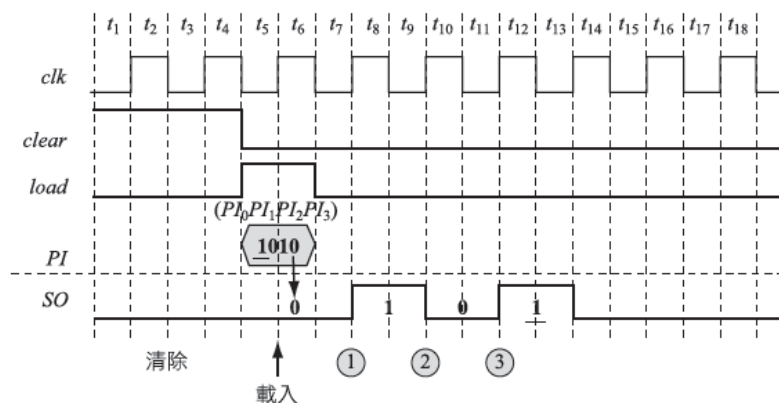 t1 t2 t3 t4 t5 t6 t7 t8 t9 t10 t11 t12 t13 t14 t15 t16 t17 t18
clk
clear
load
(PI0PI1PI2PI3)
PI 1010
SO 0 1 0 1
清除 1 2 3
載入